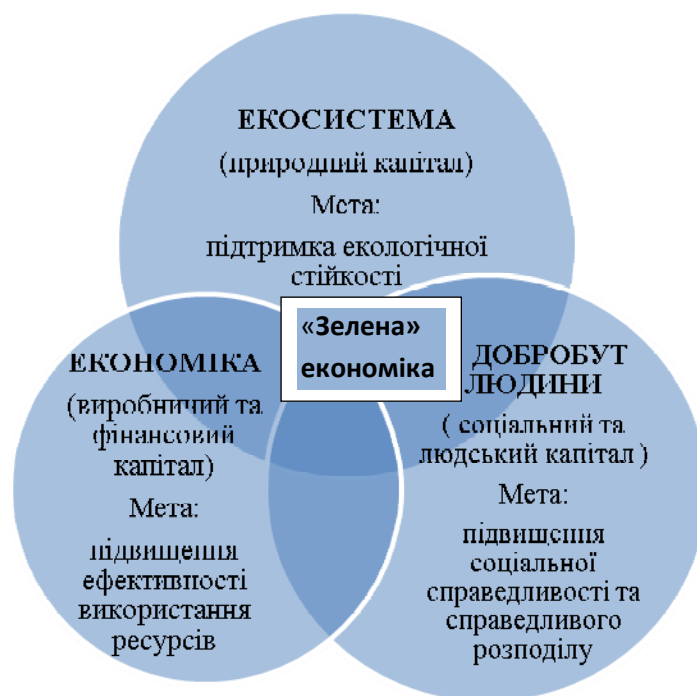 ЕКОСИСТЕМА
(природний капітал)
Мета:
підтримка екологічної
стійкості
«Зелена»
економіка
ЕКОНОМІКА
(виробничий та
фінансовий
капітал)
Мета:
підвищення
ефективності
використання
ресурсів
ДОБРОБУТ
ЛЮДИНИ
( соціальний та
людський капітал )
Мета:
підвищення
соціальної
справедливості та
справедливого
розподілу